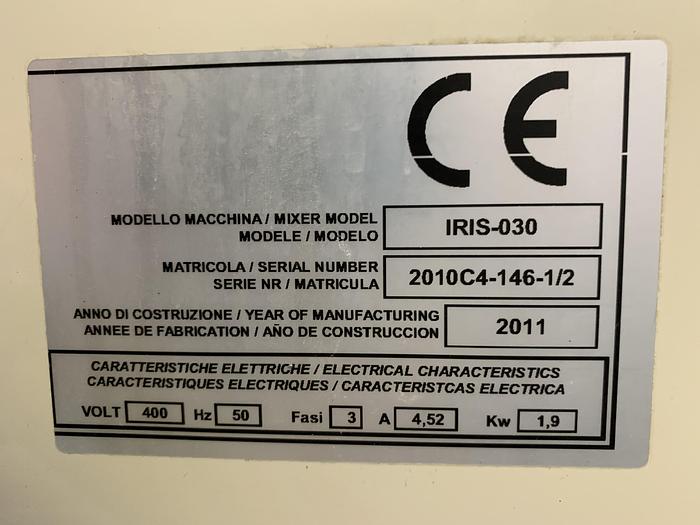 CE
MODELLO MACCHINA / MIXER MODEL
MODELE / MODELO
IRIS-030
MATRICOLA / SERIAL NUMBER
SERIE NR / MATRICULA
2010C4-146-1/2
ANNO DI COSTRUZIONE / YEAR OF MANUFACTURING
ANNEE DE FABRICATION / AÑO DE CONSTRUCCION
2011
CARATTERISTICHE ELETTRICHE / ELECTRICAL CHARACTERISTICS
CARACTERISTIQUES ELECTRIQUES / CARACTERISTCAS ELECTRICA
VOLT 400 Hz 50 Fasi 3 A 4,52 Kw 1,9